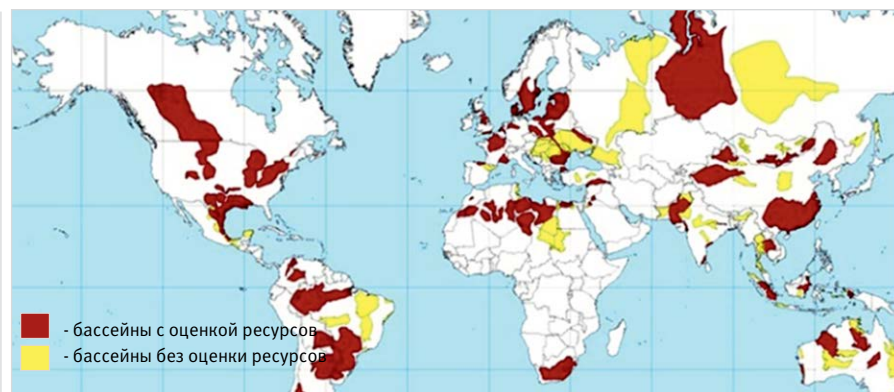 - бассейны с оценкой ресурсов
- бассейны без оценки ресурсов